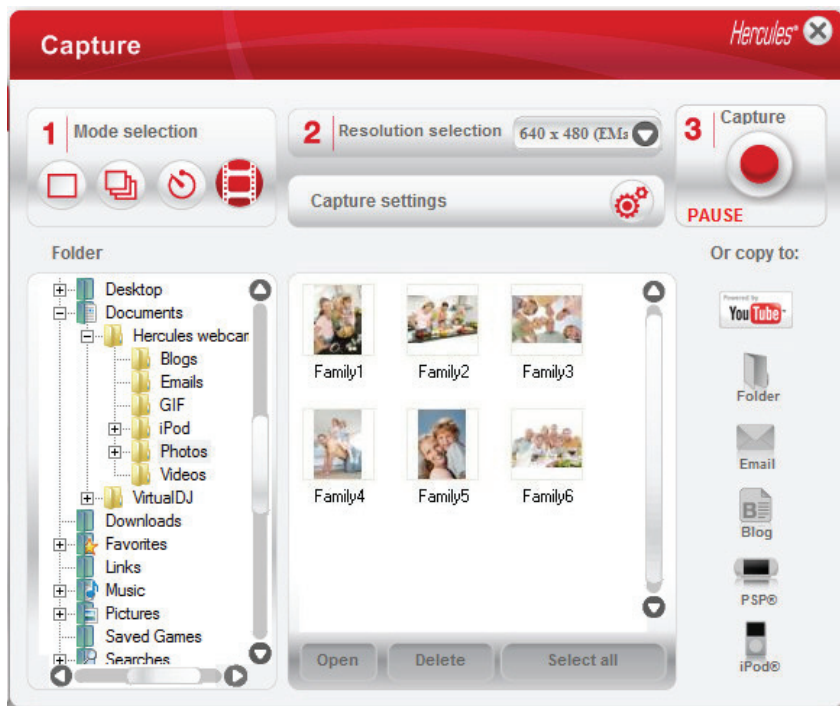 Capture
Hercules®
1 Mode selection
2 Resolution selection 640 x 480 (EMs
3 Capture
Capture settings
PAUSE
Folder
Or copy to:
Desktop
Documents
Hercules webcar
Blogs
Emails
GIF
iPod
Photos
Videos
VirtualDJ
Downloads
Favorites
Links
Music
Pictures
Saved Games
Searches
Family1 Family2 Family3
Family4 Family5 Family6
Open Delete Select all
Powered by
YouTube
Folder
Email
B
Blog
PSP®
iPod®